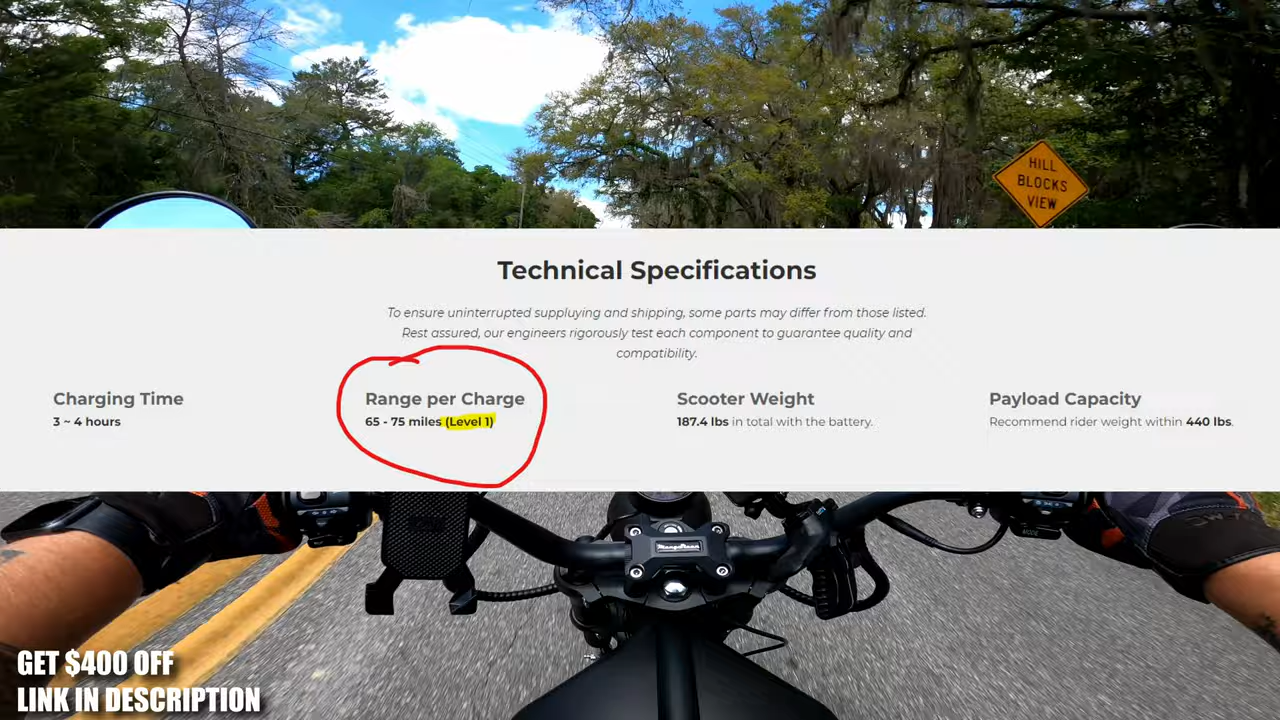 HILL
BLOCKS
VIEW
Technical Specifications
To ensure uninterrupted suppluying and shipping, some parts may differ from those listed.
Rest assured, our engineers rigorously test each component to guarantee quality and
compatibility.
Charging Time
3 ~ 4 hours
Range per Charge
65 - 75 miles (Level 1)
Scooter Weight
187.4 lbs in total with the battery.
Payload Capacity
Recommend rider weight within 440 lbs.
MODE
GET $400 OFF
LINK IN DESCRIPTION